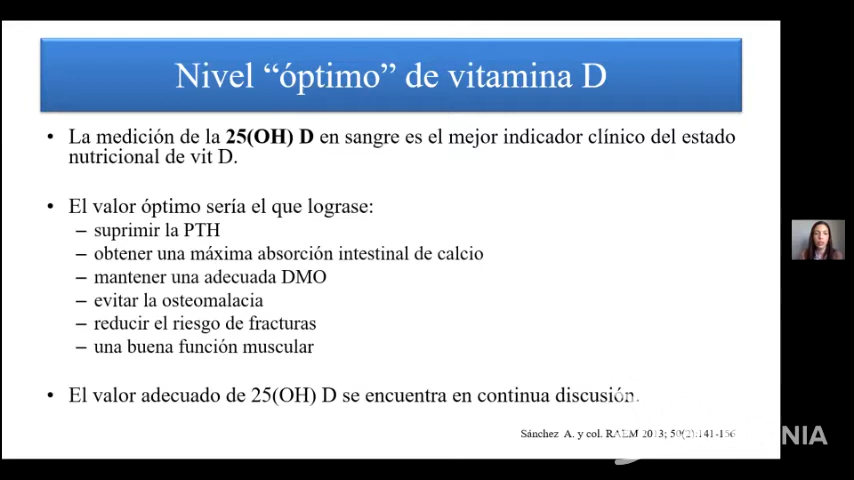 Nivel “óptimo” de vitamina D
• La medición de la 25(OH) D en sangre es el mejor indicador clínico del estado
nutricional de vit D.
• El valor óptimo sería el que lograse:
– suprimir la PTH
– obtener una máxima absorción intestinal de calcio
– mantener una adecuada DMO
– evitar la osteomalacia
– reducir el riesgo de fracturas
– una buena función muscular
• El valor adecuado de 25(OH) D se encuentra en continua discusión.
Sánchez A. y col. RAEM 2013; 50(2):141-156